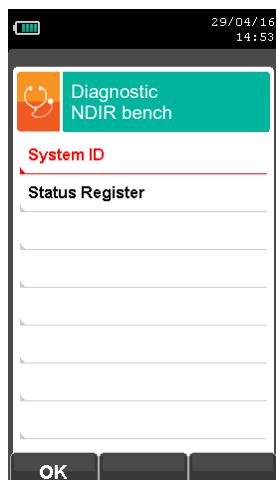 29/04/16
14:53
Diagnostic
NDIR bench
System ID
Status Register
OK